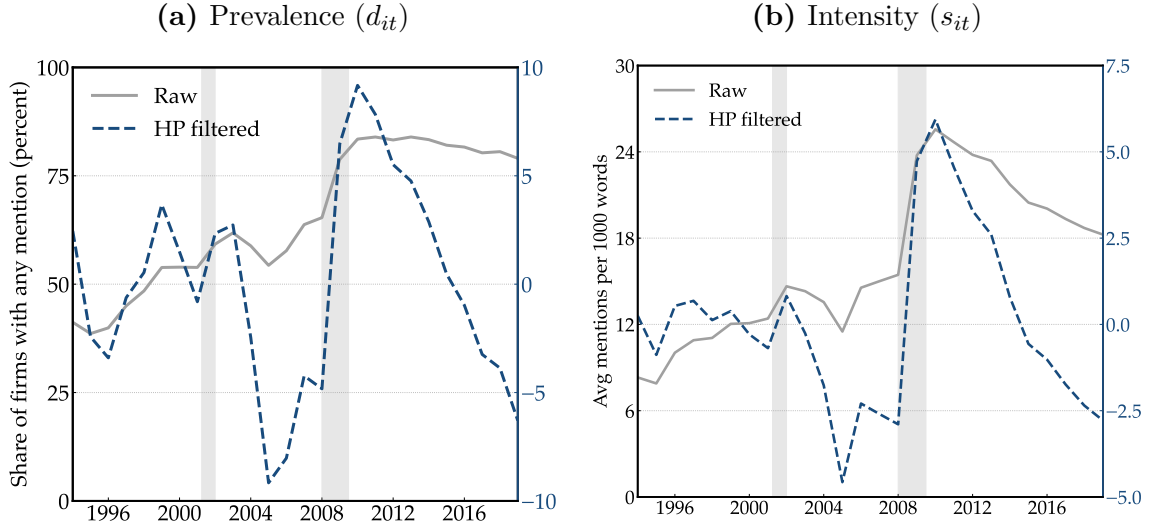 (a) Prevalence (d_it)
Share of firms with any mention (percent)
100
75
50
25
0
10
5
0
−5
−10
Raw
HP filtered
1996 2000 2004 2008 2012 2016
(b) Intensity (s_it)
Avg mentions per 1000 words
30
24
18
12
6
0
7.5
5.0
2.5
0.0
−2.5
−5.0
Raw
HP filtered
1996 2000 2004 2008 2012 2016